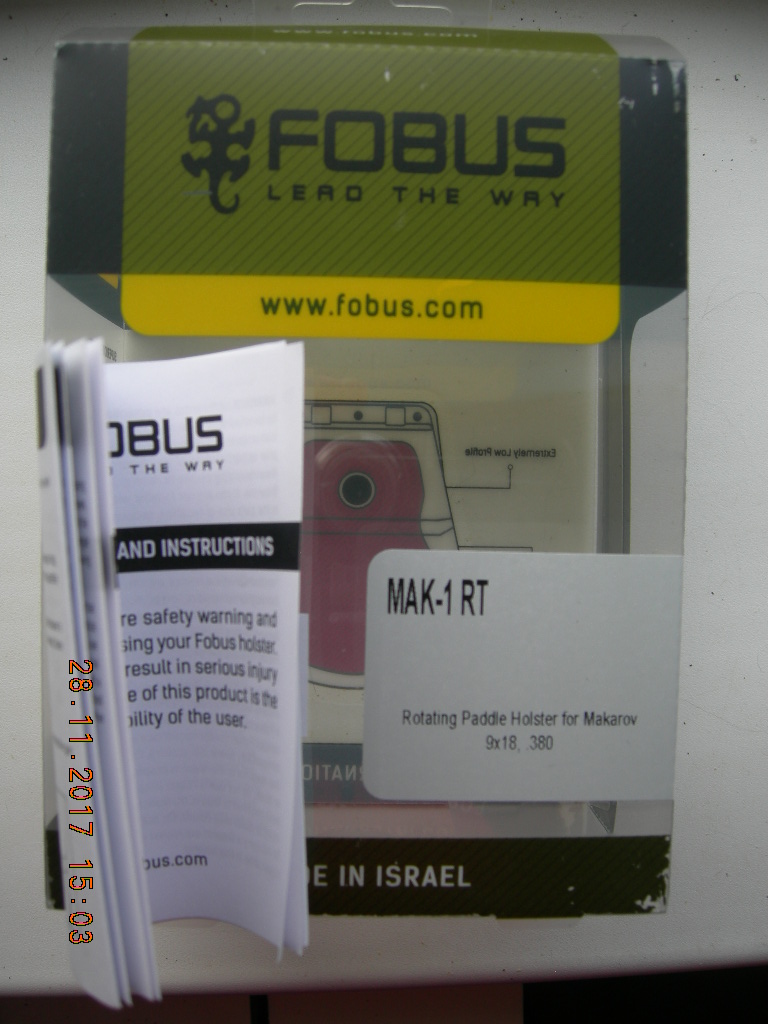 www.fobus.com
FOBUS
LEAD THE WAY
www.fobus.com
OBUS
THE WAY
AND INSTRUCTIONS
re safety warning and
sing your Fobus holster.
result in serious injury
e of this product is the
bility of the user.
bus.com
Extremely Low Profile
MAK-1 RT
Rotating Paddle Holster for Makarov
9x18, .380
DE IN ISRAEL
28.11.2017 15:03